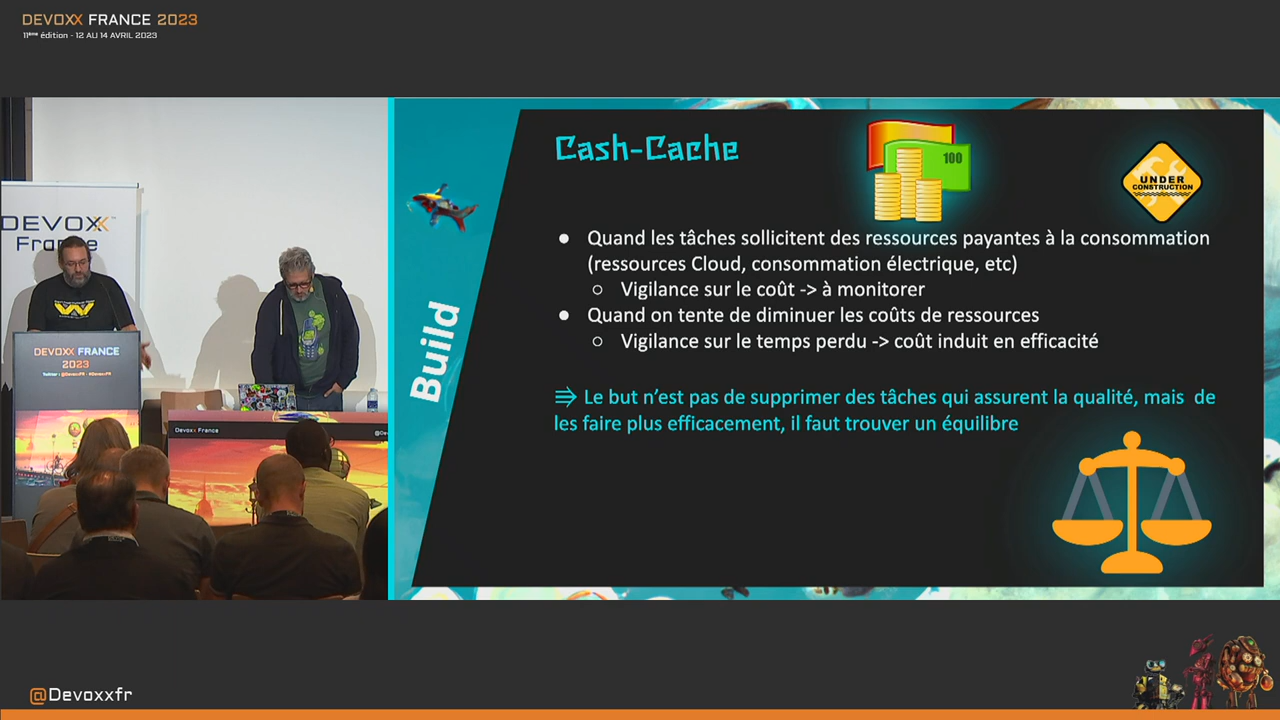 DEVOXX FRANCE 2023
11ème édition - 12 AU 14 AVRIL 2023
DEVOXX
France
DEVOXX FRANCE
2023
Devoxx France
Build
Cash-Cache
100
UNDER
CONSTRUCTION
● Quand les tâches sollicitent des ressources payantes à la consommation
(ressources Cloud, consommation électrique, etc)
○ Vigilance sur le coût -> à monitorer
● Quand on tente de diminuer les coûts de ressources
○ Vigilance sur le temps perdu -> coût induit en efficacité
⇛ Le but n’est pas de supprimer des tâches qui assurent la qualité, mais de
les faire plus efficacement, il faut trouver un équilibre
@Devoxxfr